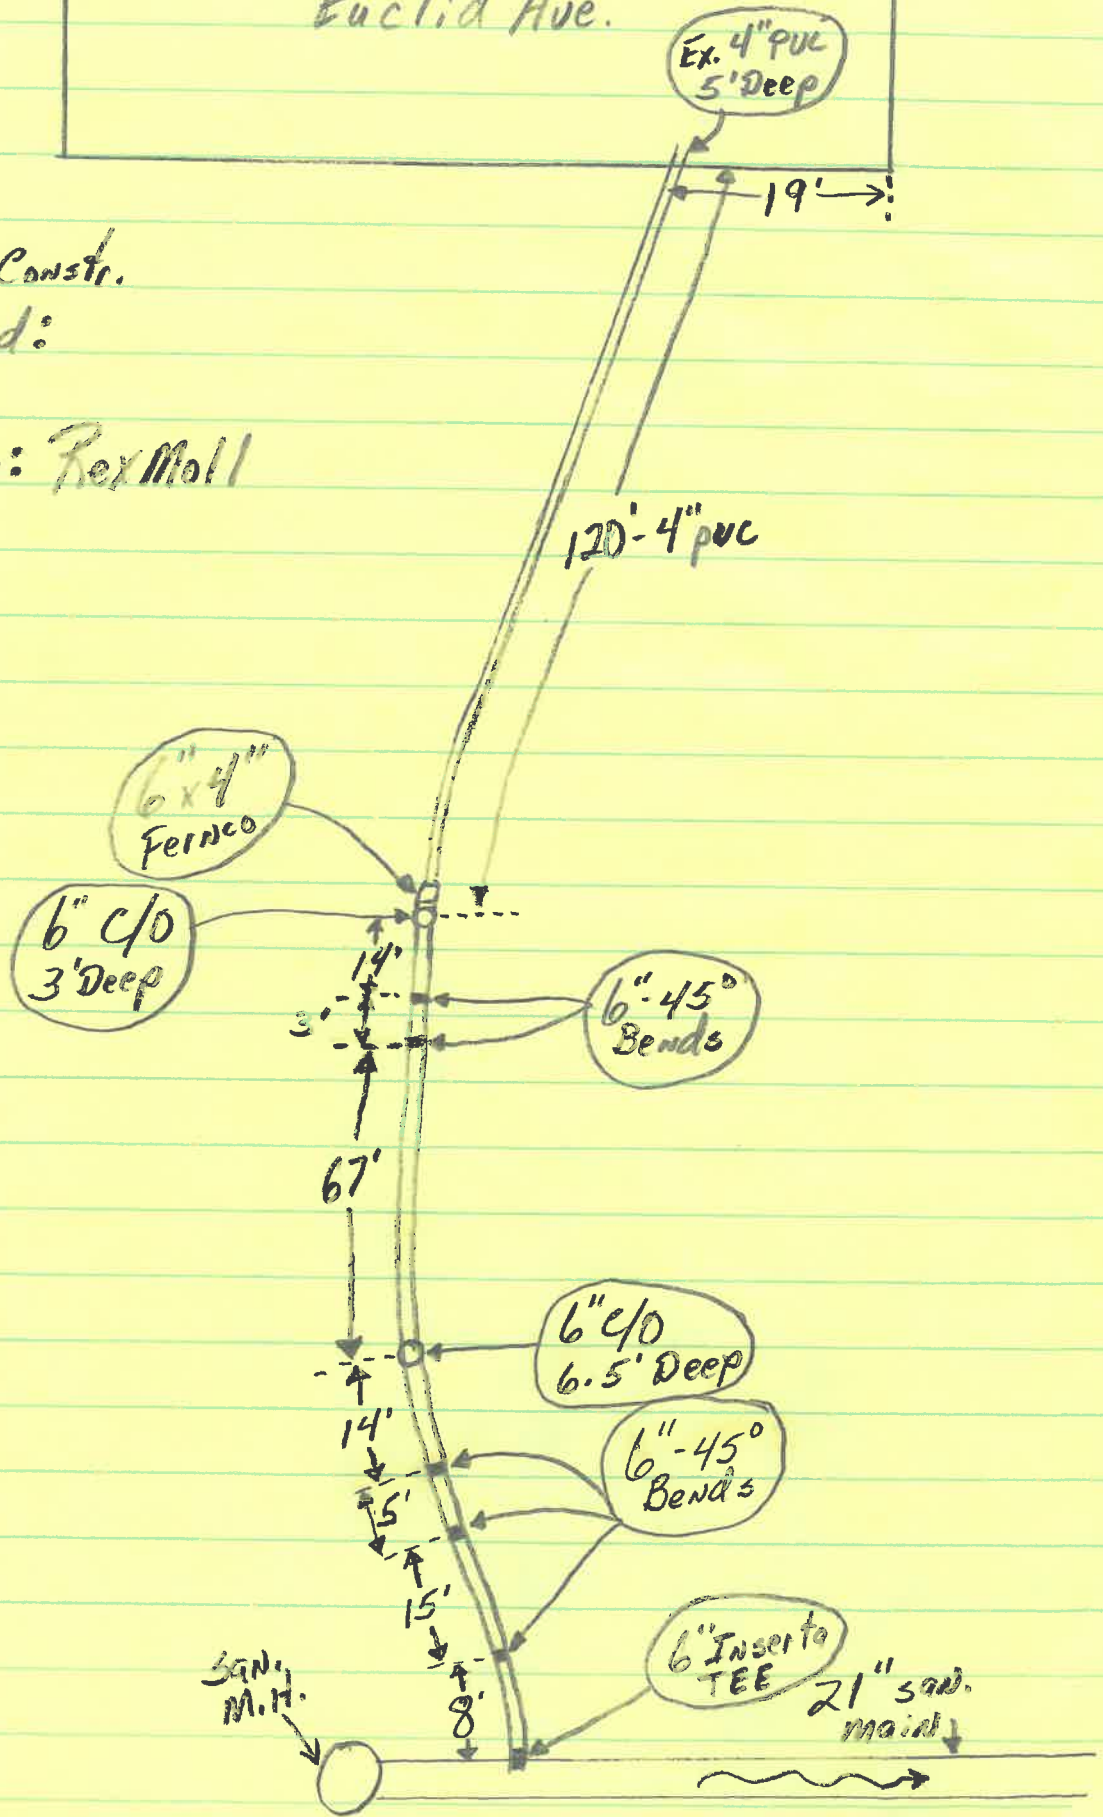 Euclid Ave.
Ex. 4" PVC
5' Deep
19'
Constr.
d:
: Rex Moll
120'-4" pvc
6" x 4"
Fernco
6" C/O
3' Deep
14'
3'
6"-45°
Bends
67'
6" C/O
6.5' Deep
14'
6"-45°
Bends
5'
15'
6" Inserta
TEE
21" san.
main
San.
M.H.
8'